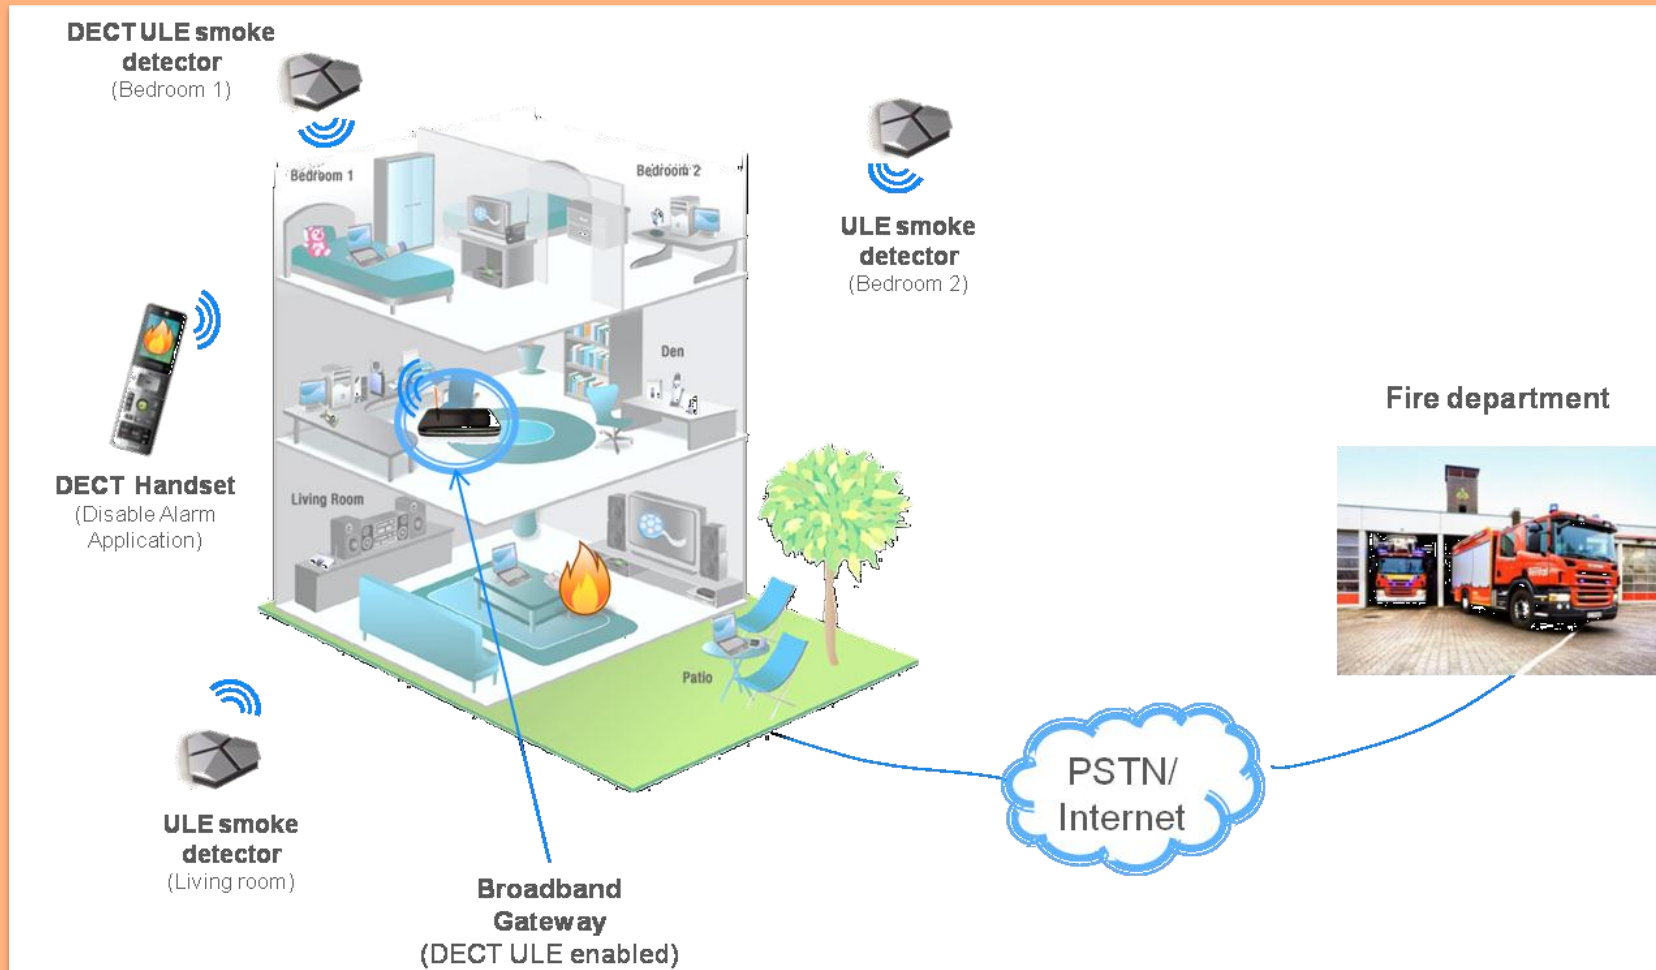 DECT ULE smoke
detector
(Bedroom 1)
ULE smoke
detector
(Bedroom 2)
Bedroom 1
Bedroom 2
Den
Living Room
Patio
DECT Handset
(Disable Alarm
Application)
Fire department
ULE smoke
detector
(Living room)
Broadband
Gateway
(DECT ULE enabled)
PSTN/
Internet